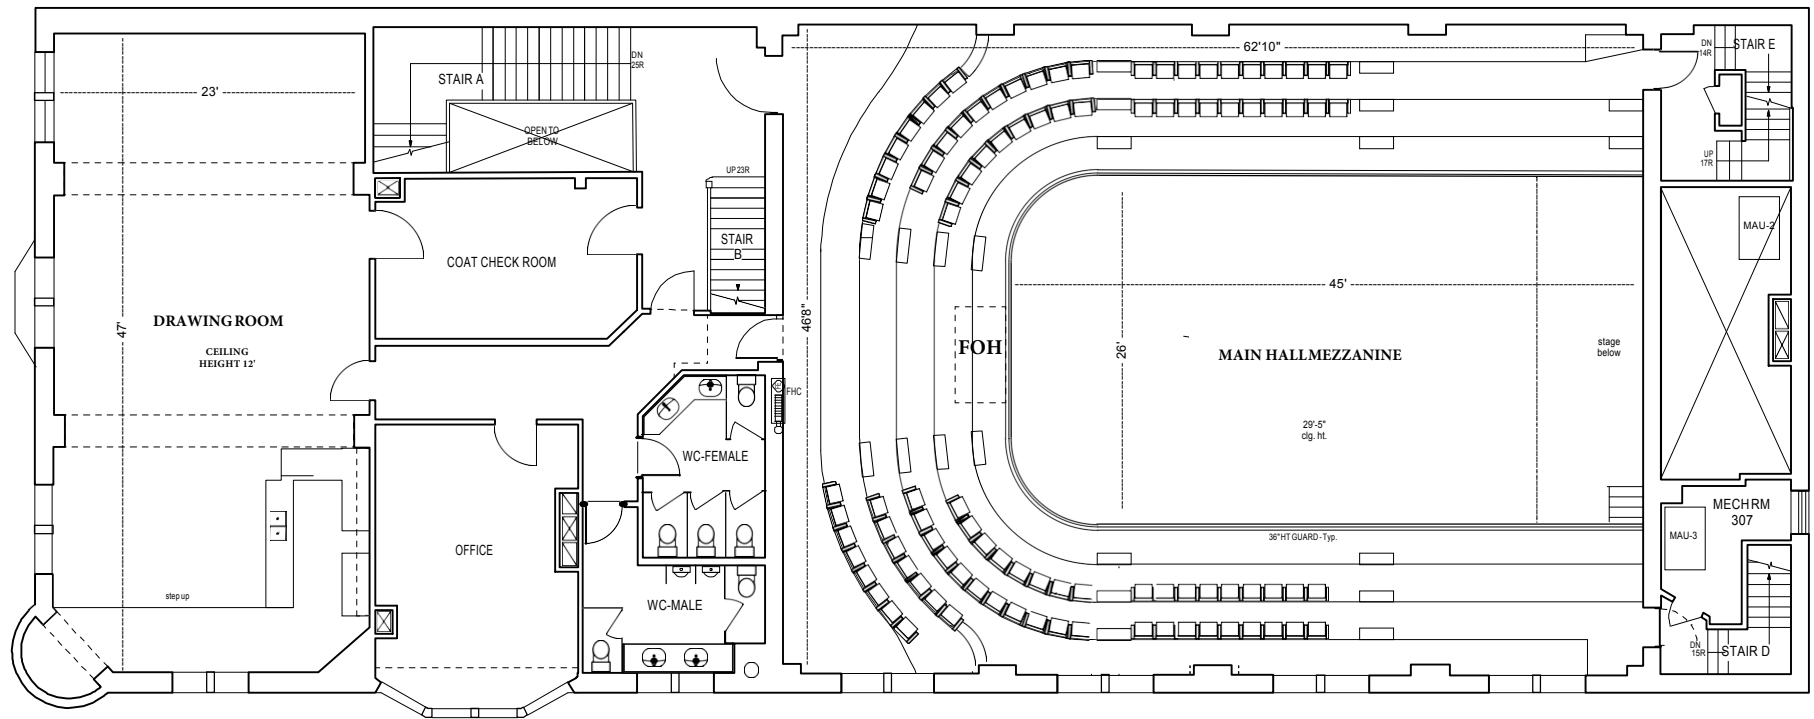 62'10"
DN
14R
STAIR E
DN
25R
STAIR A
23'
OPEN TO
BELOW
UP
17R
UP 23R
STAIR
B
MAU-2
COAT CHECK ROOM
45'
DRAWING ROOM
47'
46'8"
CEILING
HEIGHT 12'
FOH
26'
MAIN HALL MEZZANINE
stage
below
FHC
29'-5"
clg. ht.
WC-FEMALE
MECH RM
307
36" HT GUARD - Typ.
MAU-3
OFFICE
step up
WC-MALE
DN
15R
STAIR D